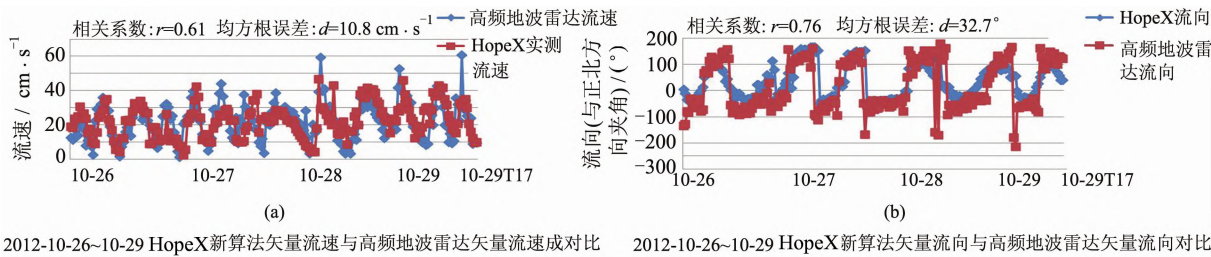 相关系数:r=0.61 均方根误差:d=10.8 cm · s⁻¹
高频地波雷达流速
HopeX实测
流速
流速 / cm · s⁻¹
60
40
20
0
10-26
10-27
10-28
10-29
10-29T17
(a)
2012-10-26~10-29 HopeX新算法矢量流速与高频地波雷达矢量流速成对比
相关系数:r=0.76 均方根误差:d=32.7°
HopeX流向
高频地波雷
达流向
流向(与正北方
向夹角)/(°)
200
100
0
−100
−200
−300
10-26
10-27
10-28
10-29
10-29T17
(b)
2012-10-26~10-29 HopeX新算法矢量流向与高频地波雷达矢量流向对比